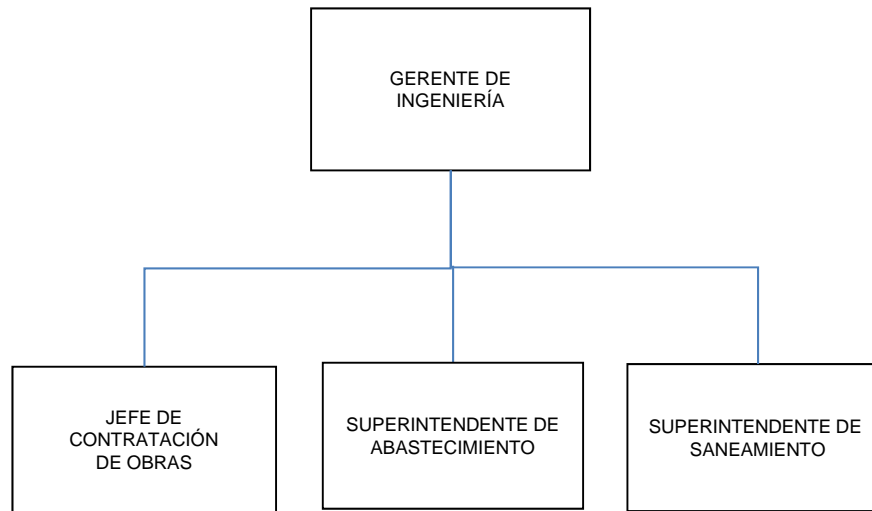 GERENTE DE
INGENIERÍA
JEFE DE
CONTRATACIÓN
DE OBRAS
SUPERINTENDENTE DE
ABASTECIMIENTO
SUPERINTENDENTE DE
SANEAMIENTO